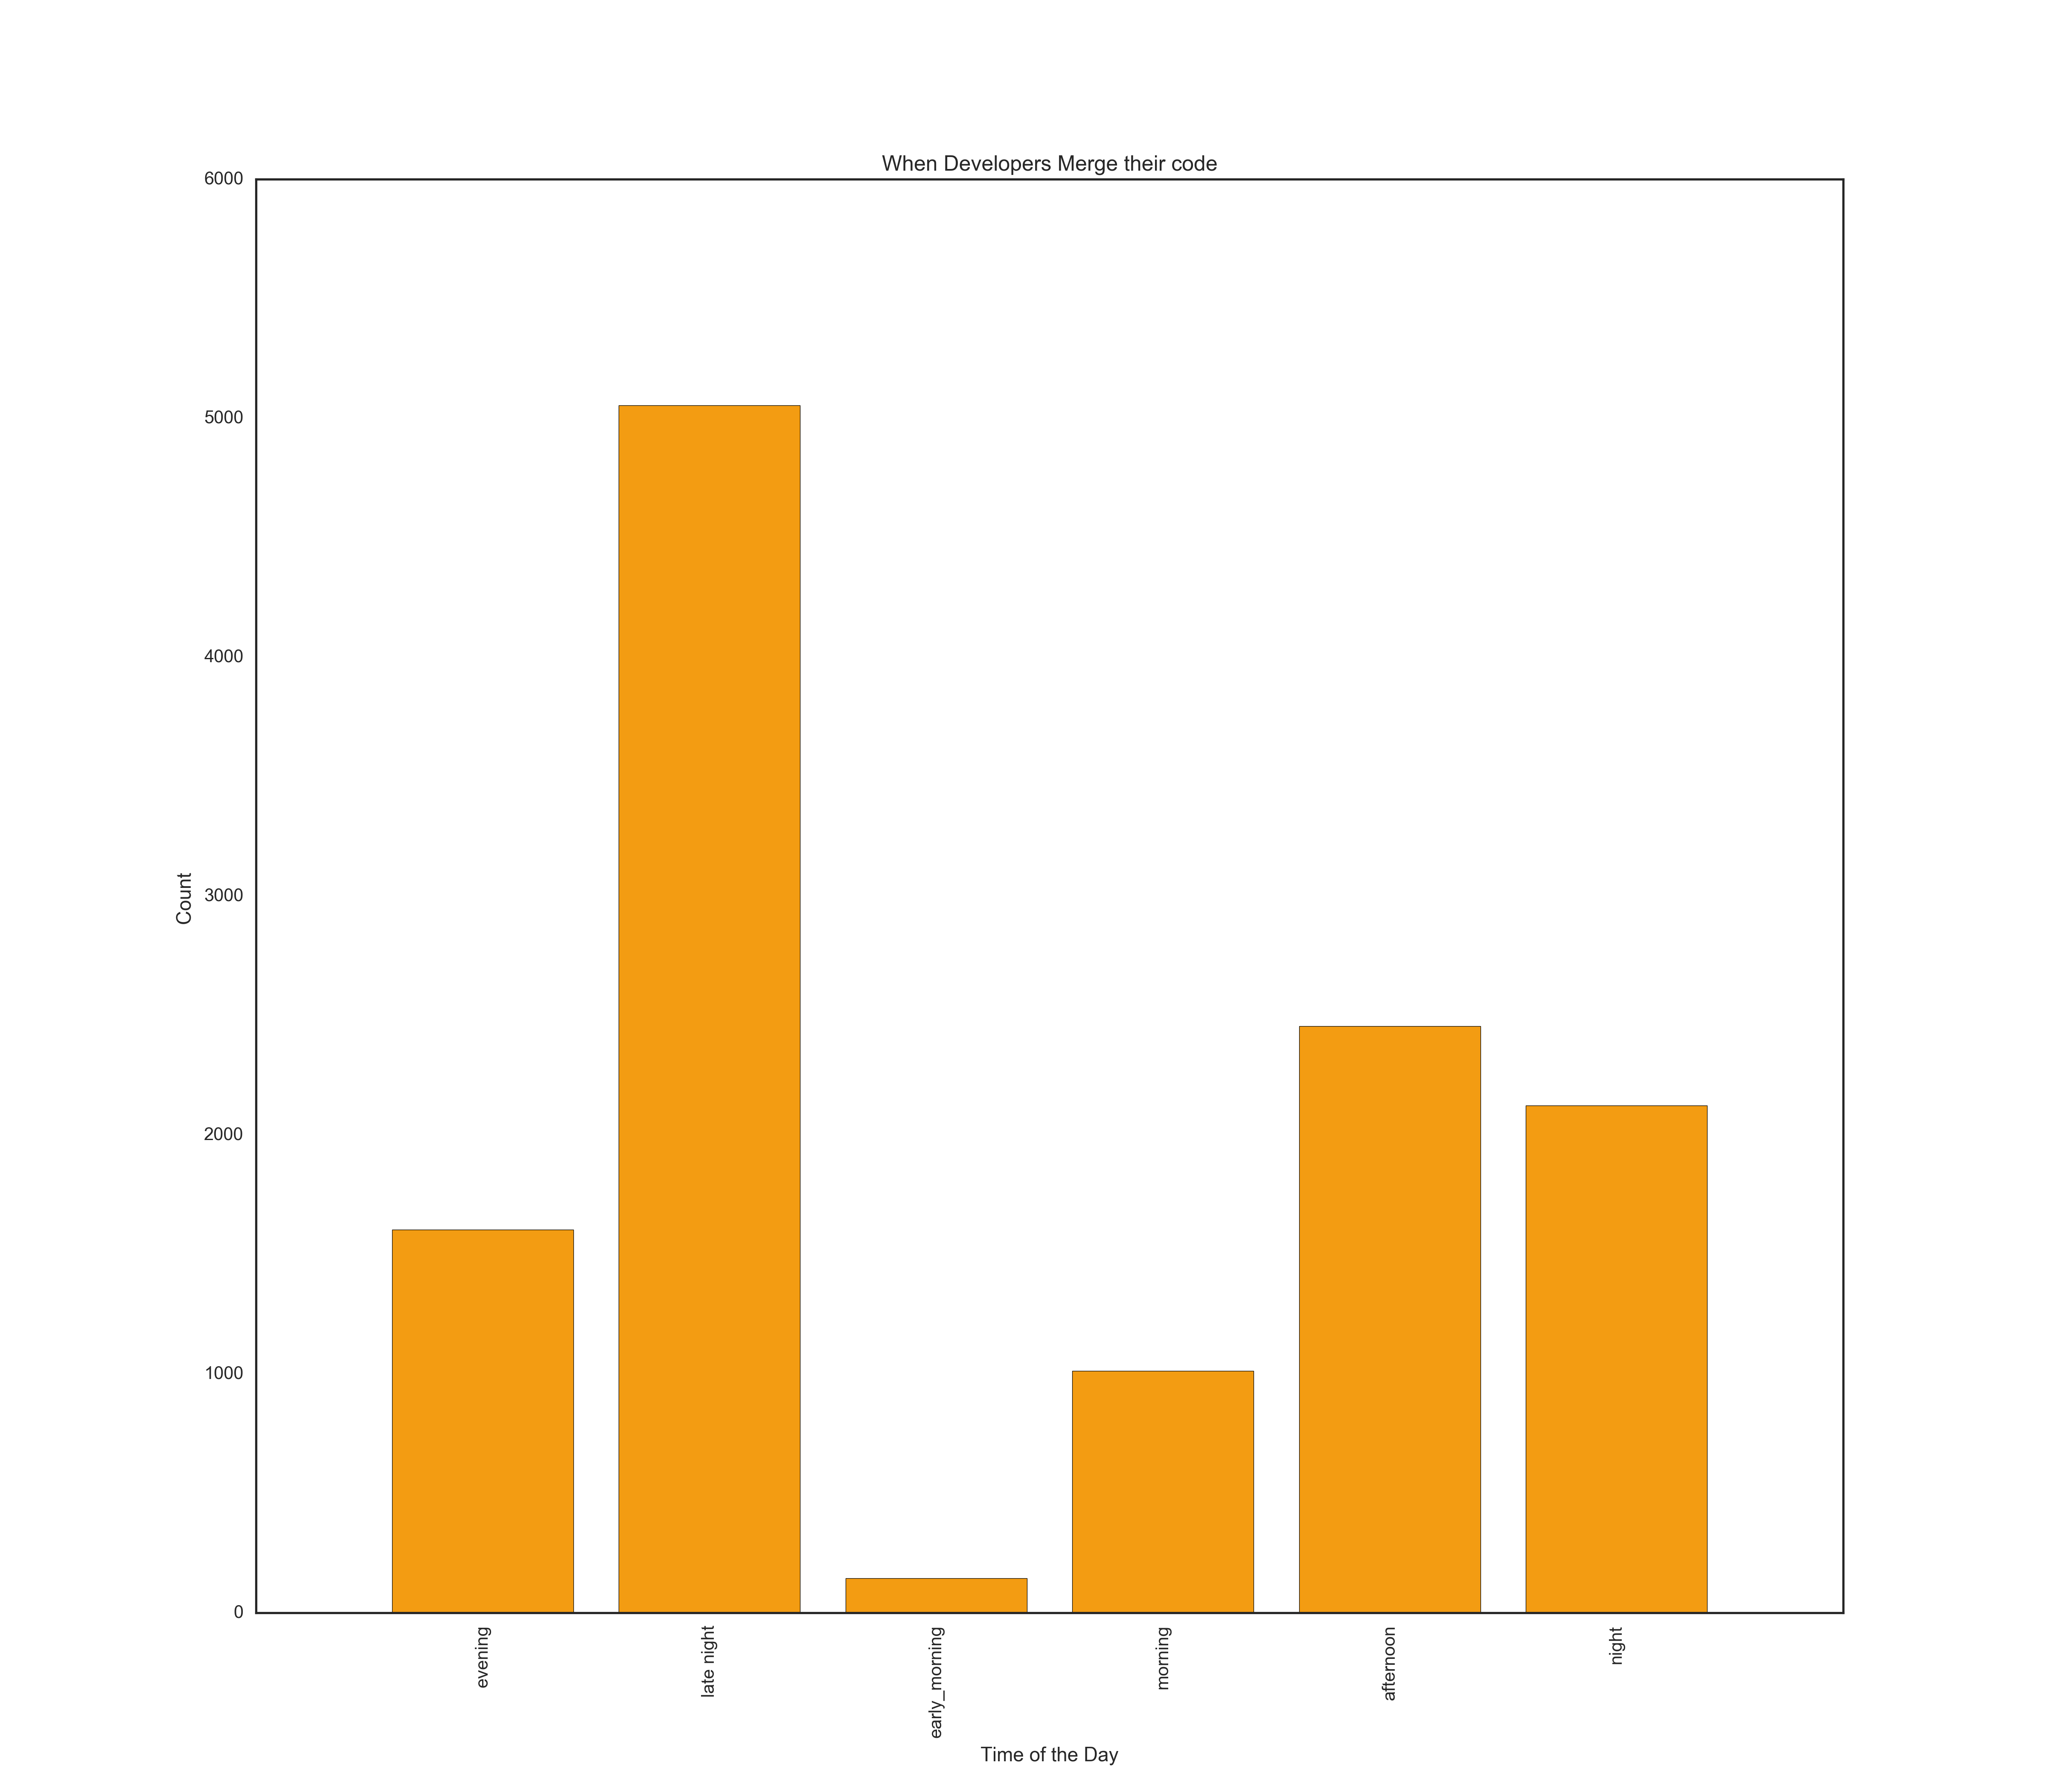 When Developers Merge their code
6000
5000
4000
3000
2000
1000
0
Count
evening
late night
early_morning
morning
afternoon
night
Time of the Day